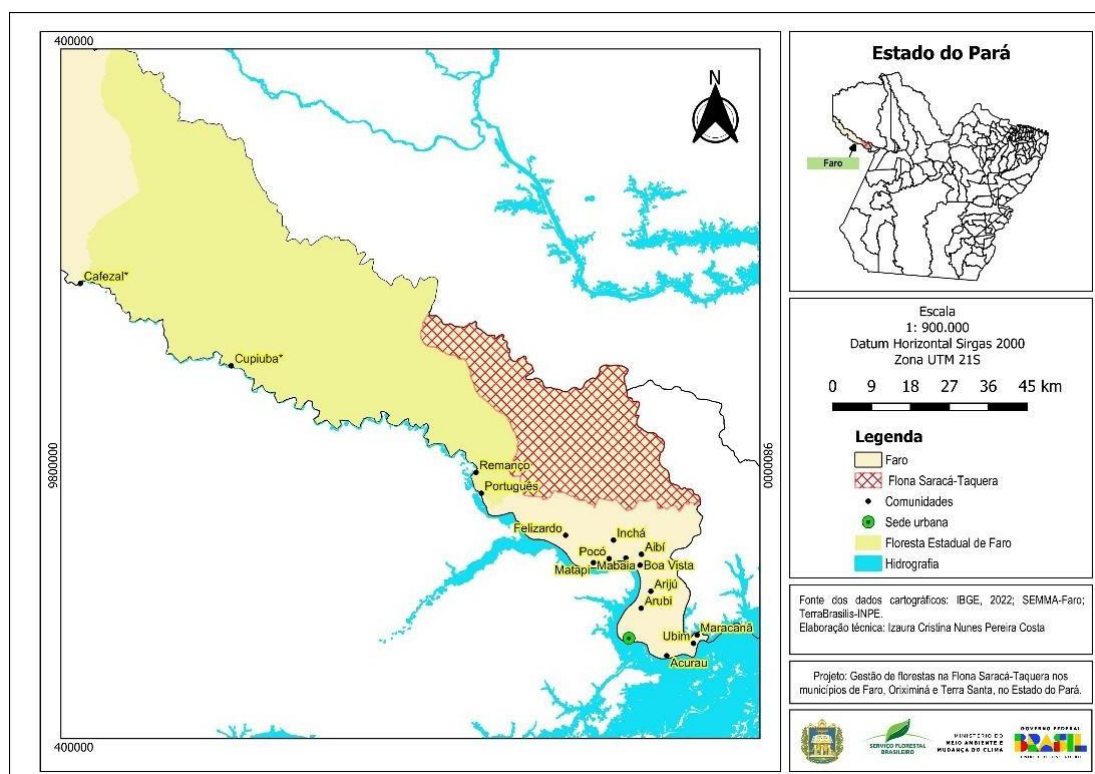 400000
N
Cafezal*
Cupiuba*
9800000
9800000
Remanço
Português
Felizardo
Inchá
Pocó
Aibí
Matapi
Mabaia
Boa Vista
Arijú
Arubi
Maracanã
Ubim
Acurau
400000
Estado do Pará
Faro
Escala
1: 900.000
Datum Horizontal Sirgas 2000
Zona UTM 21S
0 9 18 27 36 45 km
Legenda
Faro
Flona Saracá-Taquera
Comunidades
Sede urbana
Floresta Estadual de Faro
Hidrografia
Fonte dos dados cartográficos: IBGE, 2022; SEMMA-Faro;
TerraBrasilis-INPE.
Elaboração técnica: Izaura Cristina Nunes Pereira Costa
Projeto: Gestão de florestas na Flona Saracá-Taquera nos
municípios de Faro, Oriximiná e Terra Santa, no Estado do Pará.
SERVIÇO FLORESTAL
BRASILEIRO
MINISTÉRIO DO
MEIO AMBIENTE E
MUDANÇA DO CLIMA
GOVERNO FEDERAL
BRASIL